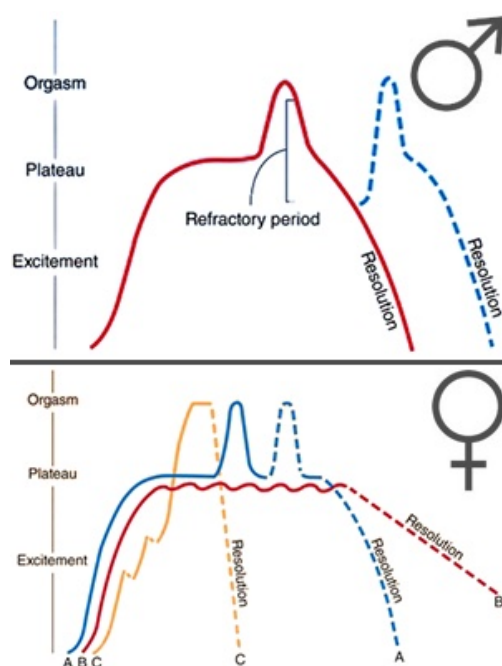 Orgasm
Plateau
Refractory period
Excitement
Resolution
Resolution
Orgasm
Plateau
Excitement
Resolution
Resolution
Resolution
A B C
C
A
B